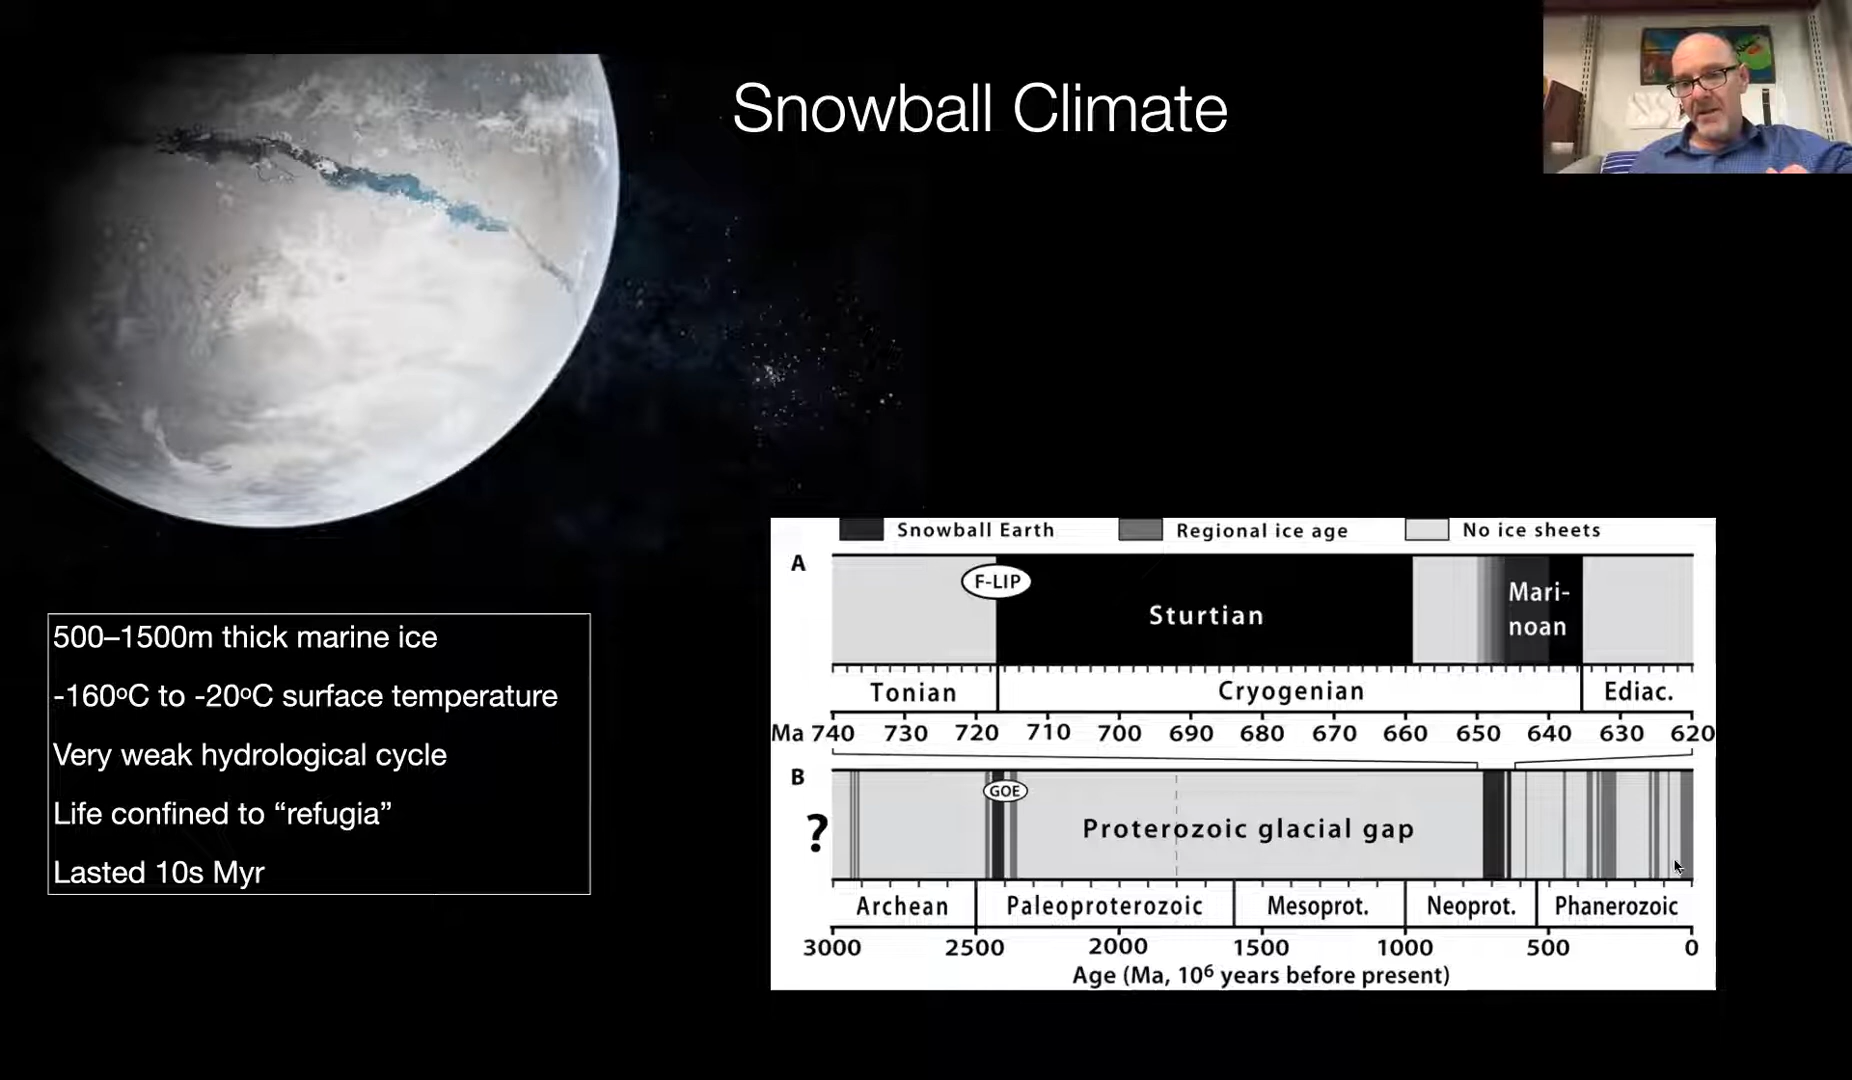 Snowball Climate
500–1500m thick marine ice
-160ºC to -20ºC surface temperature
Very weak hydrological cycle
Life confined to “refugia”
Lasted 10s Myr
Snowball Earth Regional ice age No ice sheets
A
F-LIP
Sturtian
Mari-
noan
Tonian Cryogenian Ediac.
Ma 740 730 720 710 700 690 680 670 660 650 640 630 620
B
GOE
? Proterozoic glacial gap
Archean Paleoproterozoic Mesoprot. Neoprot. Phanerozoic
3000 2500 2000 1500 1000 500 0
Age (Ma, 10⁶ years before present)